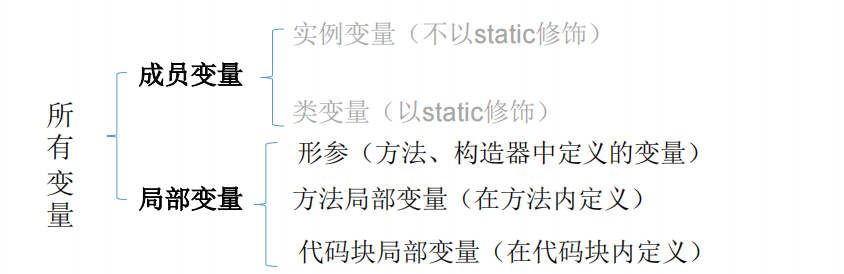 所有变量
成员变量
实例变量（不以static修饰）
类变量（以static修饰）
局部变量
形参（方法、构造器中定义的变量）
方法局部变量（在方法内定义）
代码块局部变量（在代码块内定义）